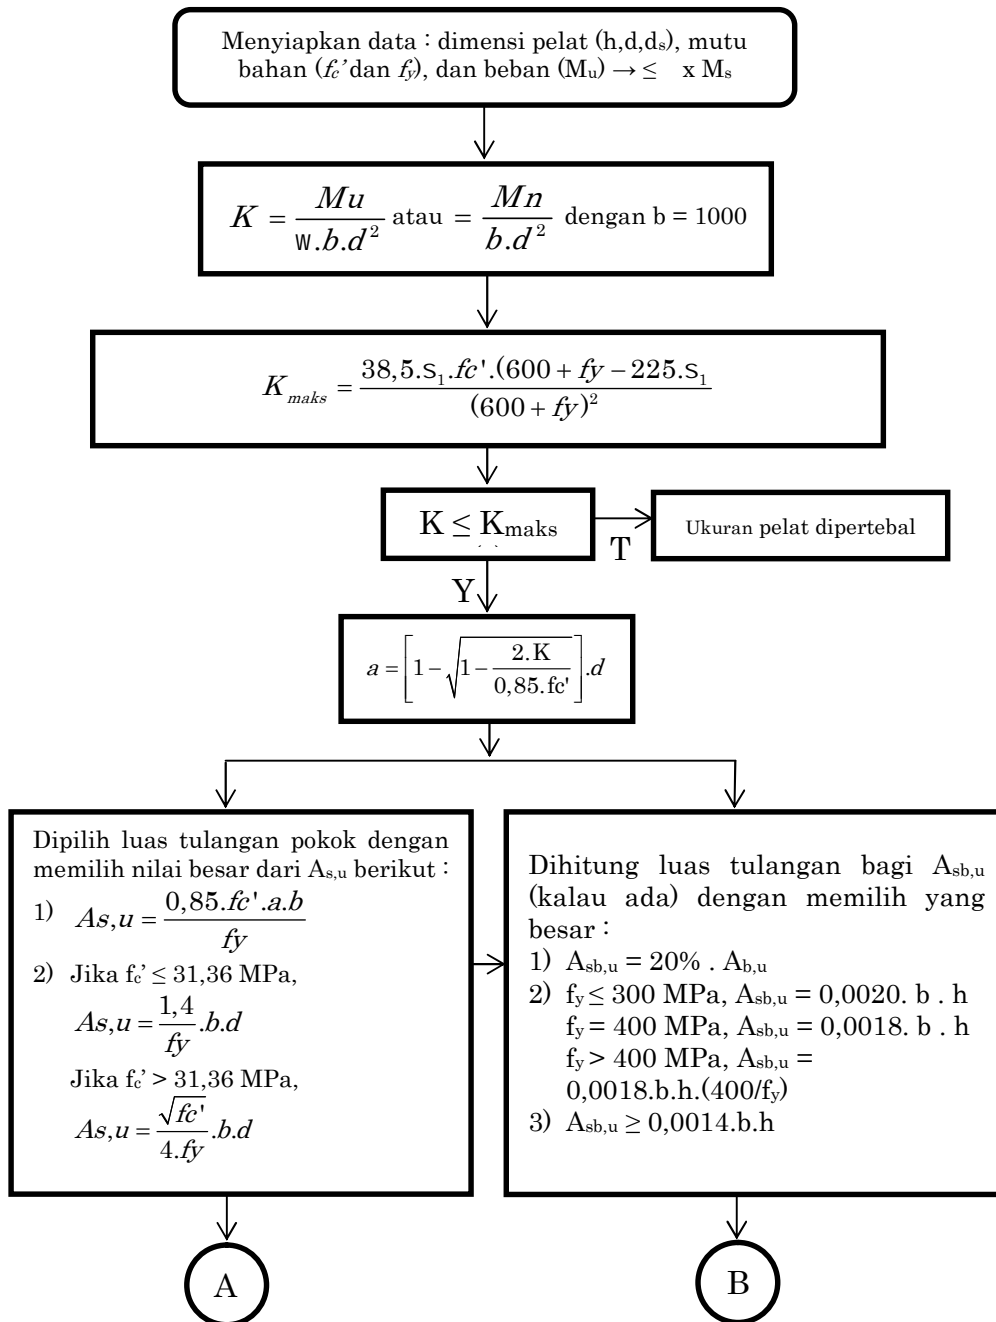 Menyiapkan data : dimensi pelat (h,d,dₛ), mutu
bahan (fc’ dan fy), dan beban (Mᵤ) → ≤ x Mₛ
K = Mu / W.b.d² atau = Mn / b.d² dengan b = 1000
Kmaks = 38,5.S₁.fc'.(600 + fy − 225.S₁ / (600 + fy)²
K ≤ Kmaks
T
Ukuran pelat dipertebal
Y
a = [1 − √(1 − 2.K / 0,85.fc')].d
Dipilih luas tulangan pokok dengan
memilih nilai besar dari As,u berikut :
1) As,u = 0,85.fc'.a.b / fy
2) Jika fc’ ≤ 31,36 MPa,
As,u = 1,4 / fy .b.d
Jika fc’ > 31,36 MPa,
As,u = √fc' / 4.fy .b.d
Dihitung luas tulangan bagi Asb,u
(kalau ada) dengan memilih yang
besar :
1) Asb,u = 20% . Ab,u
2) fy ≤ 300 MPa, Asb,u = 0,0020. b . h
fy = 400 MPa, Asb,u = 0,0018. b . h
fy > 400 MPa, Asb,u =
0,0018.b.h.(400/fy)
3) Asb,u ≥ 0,0014.b.h
A
B